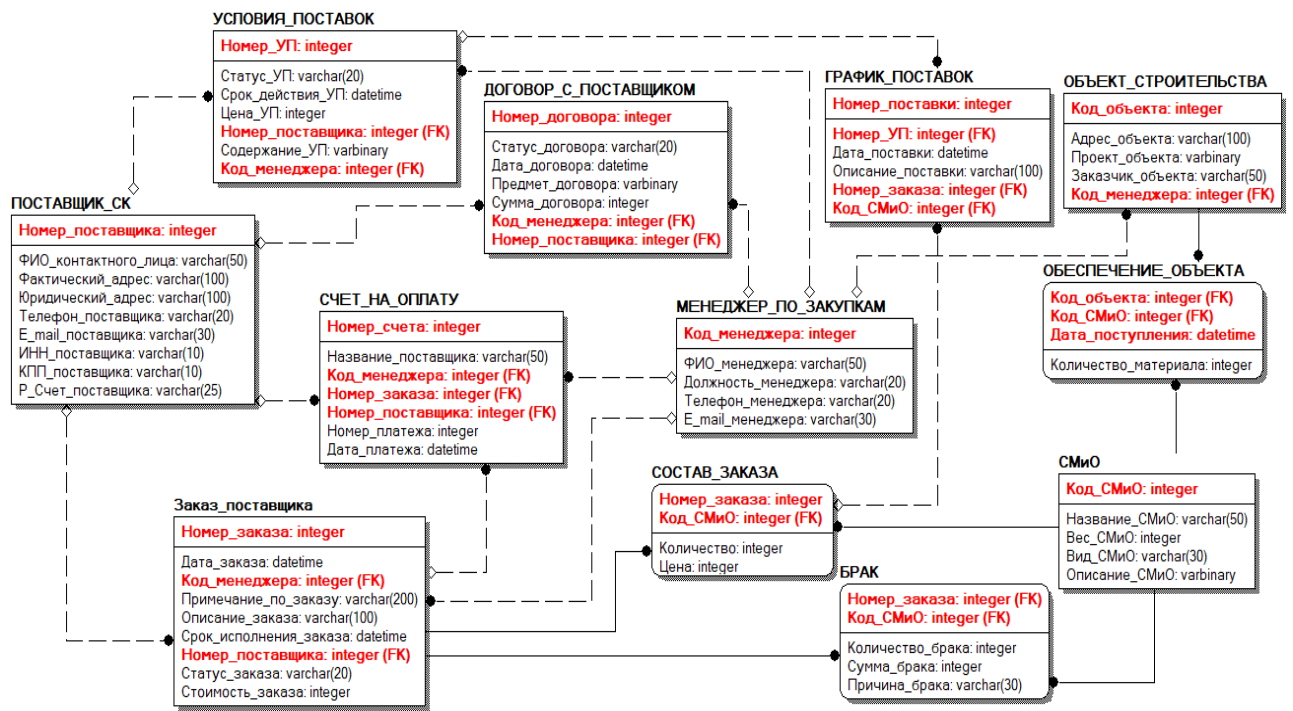 УСЛОВИЯ_ПОСТАВОК
Номер_УП: integer
Статус_УП: varchar(20)
Срок_действия_УП: datetime
Цена_УП: integer
Номер_поставщика: integer (FK)
Содержание_УП: varbinary
Код_менеджера: integer (FK)
ДОГОВОР_С_ПОСТАВЩИКОМ
Номер_договора: integer
Статус_договора: varchar(20)
Дата_договора: datetime
Предмет_договора: varbinary
Сумма_договора: integer
Код_менеджера: integer (FK)
Номер_поставщика: integer (FK)
ГРАФИК_ПОСТАВОК
Номер_поставки: integer
Номер_УП: integer (FK)
Дата_поставки: datetime
Описание_поставки: varchar(100)
Номер_заказа: integer (FK)
Код_СМиО: integer (FK)
ОБЪЕКТ_СТРОИТЕЛЬСТВА
Код_объекта: integer
Адрес_объекта: varchar(100)
Проект_объекта: varbinary
Заказчик_объекта: varchar(50)
Код_менеджера: integer (FK)
ПОСТАВЩИК_СК
Номер_поставщика: integer
ФИО_контактного_лица: varchar(50)
Фактический_адрес: varchar(100)
Юридический_адрес: varchar(100)
Телефон_поставщика: varchar(20)
E_mail_поставщика: varchar(30)
ИНН_поставщика: varchar(10)
КПП_поставщика: varchar(10)
Р_Счет_поставщика: varchar(25)
СЧЕТ_НА_ОПЛАТУ
Номер_счета: integer
Название_поставщика: varchar(50)
Код_менеджера: integer (FK)
Номер_заказа: integer (FK)
Номер_поставщика: integer (FK)
Номер_платежа: integer
Дата_платежа: datetime
МЕНЕДЖЕР_ПО_ЗАКУПКАМ
Код_менеджера: integer
ФИО_менеджера: varchar(50)
Должность_менеджера: varchar(20)
Телефон_менеджера: varchar(20)
E_mail_менеджера: varchar(30)
ОБЕСПЕЧЕНИЕ_ОБЪЕКТА
Код_объекта: integer (FK)
Код_СМиО: integer (FK)
Дата_поступления: datetime
Количество_материала: integer
Заказ_поставщика
Номер_заказа: integer
Дата_заказа: datetime
Код_менеджера: integer (FK)
Примечание_по_заказу: varchar(200)
Описание_заказа: varchar(100)
Срок_исполнения_заказа: datetime
Номер_поставщика: integer (FK)
Статус_заказа: varchar(20)
Стоимость_заказа: integer
СОСТАВ_ЗАКАЗА
Номер_заказа: integer (FK)
Код_СМиО: integer (FK)
Количество: integer
Цена: integer
СМиО
Код_СМиО: integer
Название_СМиО: varchar(50)
Вес_СМиО: integer
Вид_СМиО: varchar(30)
Описание_СМиО: varbinary
БРАК
Номер_заказа: integer (FK)
Код_СМиО: integer (FK)
Количество_брака: integer
Сумма_брака: integer
Причина_брака: varchar(30)